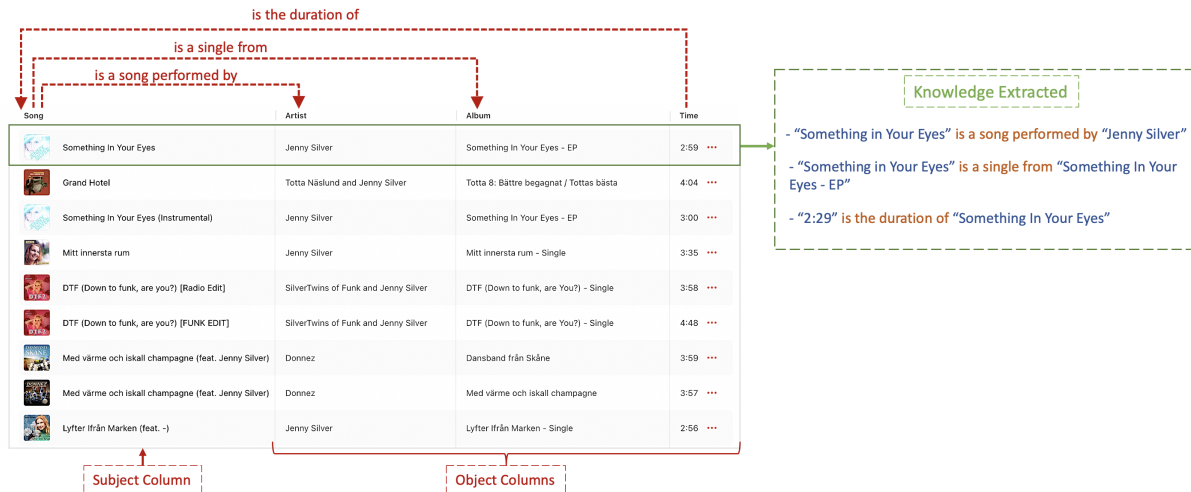 is the duration of
is a single from
is a song performed by
Song Artist Album Time
Something In Your Eyes Jenny Silver Something In Your Eyes - EP 2:59 •••
Grand Hotel Totta Näslund and Jenny Silver Totta 8: Bättre begagnat / Tottas bästa 4:04 •••
Something In Your Eyes (Instrumental) Jenny Silver Something In Your Eyes - EP 3:00 •••
Mitt innersta rum Jenny Silver Mitt innersta rum - Single 3:35 •••
DTF (Down to funk, are you?) [Radio Edit] SilverTwins of Funk and Jenny Silver DTF (Down to funk, are You?) - Single 3:58 •••
DTF (Down to funk, are you?) [FUNK EDIT] SilverTwins of Funk and Jenny Silver DTF (Down to funk, are You?) - Single 4:48 •••
Med värme och iskall champagne (feat. Jenny Silver) Donnez Dansband från Skåne 3:59 •••
Med värme och iskall champagne (feat. Jenny Silver) Donnez Med värme och iskall champagne 3:57 •••
Lyfter Ifrån Marken (feat. -) Jenny Silver Lyfter Ifrån Marken - Single 2:56 •••
Subject Column
Object Columns
Knowledge Extracted
- “Something in Your Eyes” is a song performed by “Jenny Silver”
- “Something in Your Eyes” is a single from “Something In Your
Eyes - EP”
- “2:29” is the duration of “Something In Your Eyes”